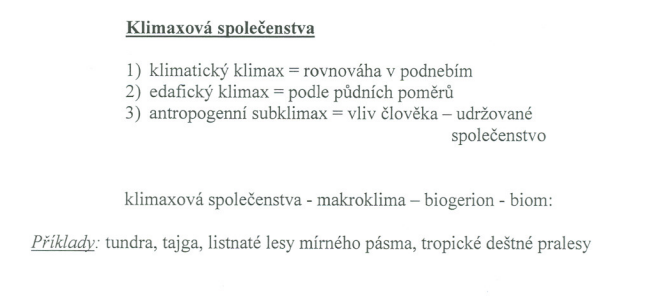 Klimaxová společenstva
1) klimatický klimax = rovnováha v podnebím
2) edafický klimax = podle půdních poměrů
3) antropogenní subklimax = vliv člověka – udržované
společenstvo
klimaxová společenstva - makroklima – biogerion - biom:
Příklady: tundra, tajga, listnaté lesy mírného pásma, tropické deštné pralesy